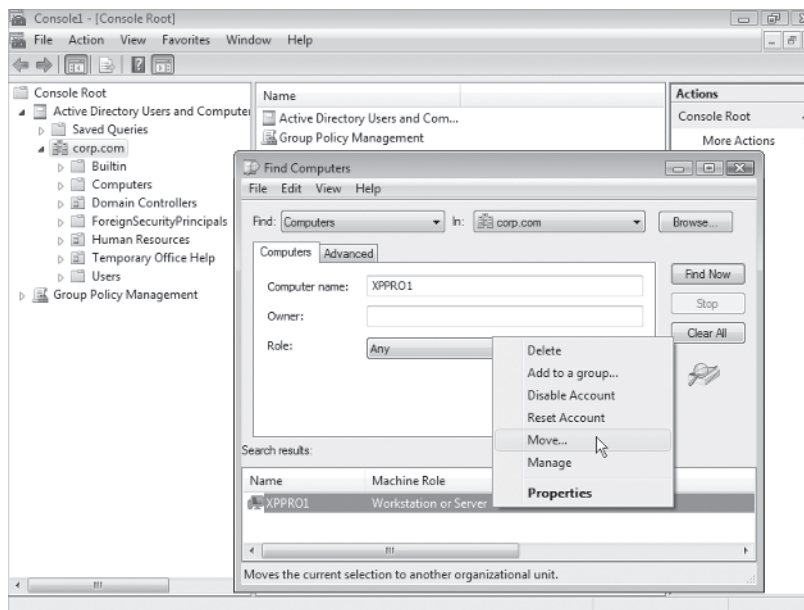 Console1 - [Console Root]
File Action View Favorites Window Help
Console Root
Active Directory Users and Compute
Saved Queries
corp.com
Builtin
Computers
Domain Controllers
ForeignSecurityPrincipals
Human Resources
Temporary Office Help
Users
Group Policy Management
Name
Active Directory Users and Com...
Group Policy Management
Actions
Console Root
More Actions
Find Computers
File Edit View Help
Find: Computers In: corp.com Browse...
Computers Advanced
Computer name: XPPRO1
Owner:
Role: Any
Find Now
Stop
Clear All
Delete
Add to a group...
Disable Account
Reset Account
Move...
Manage
Properties
Search results:
Name Machine Role
XPPRO1 Workstation or Server
Moves the current selection to another organizational unit.